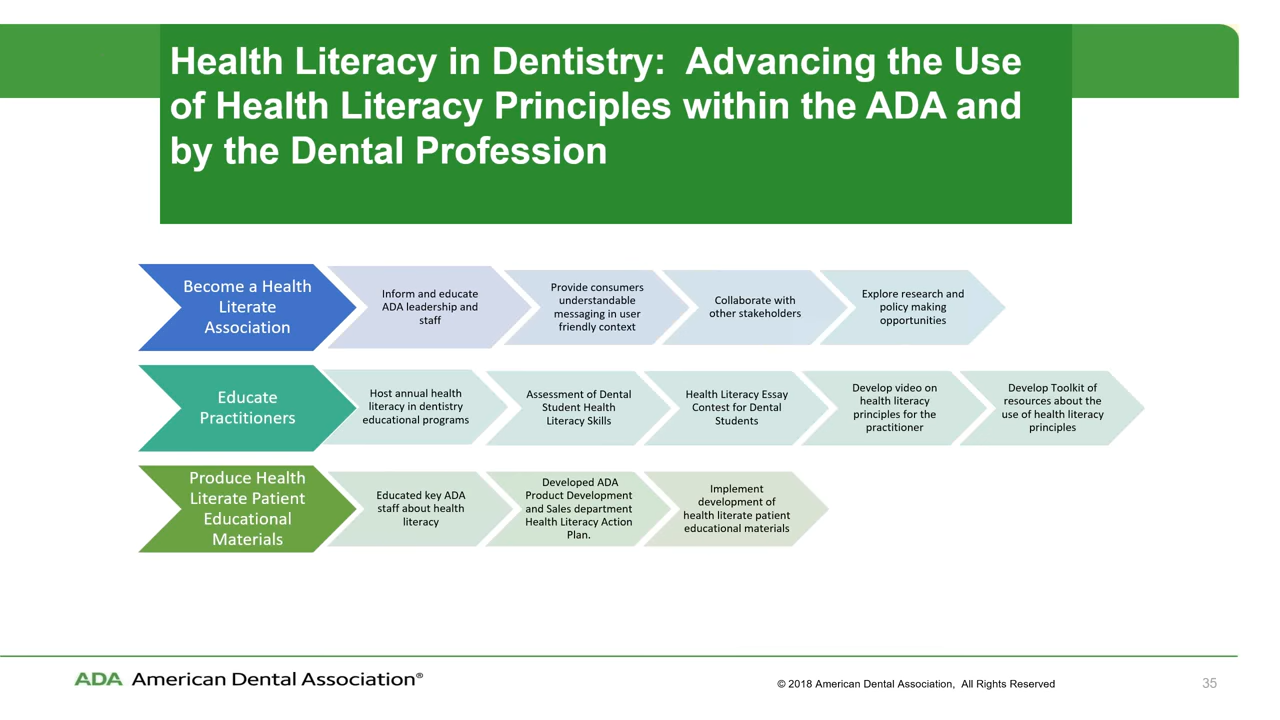 Health Literacy in Dentistry:  Advancing the Use
of Health Literacy Principles within the ADA and
by the Dental Profession
Become a Health
Literate
Association
Inform and educate
ADA leadership and
staff
Provide consumers
understandable
messaging in user
friendly context
Collaborate with
other stakeholders
Explore research and
policy making
opportunities
Educate
Practitioners
Host annual health
literacy in dentistry
educational programs
Assessment of Dental
Student Health
Literacy Skills
Health Literacy Essay
Contest for Dental
Students
Develop video on
health literacy
principles for the
practitioner
Develop Toolkit of
resources about the
use of health literacy
principles
Produce Health
Literate Patient
Educational
Materials
Educated key ADA
staff about health
literacy
Developed ADA
Product Development
and Sales department
Health Literacy Action
Plan.
Implement
development of
health literate patient
educational materials
ADA American Dental Association®
© 2018 American Dental Association,  All Rights Reserved
35